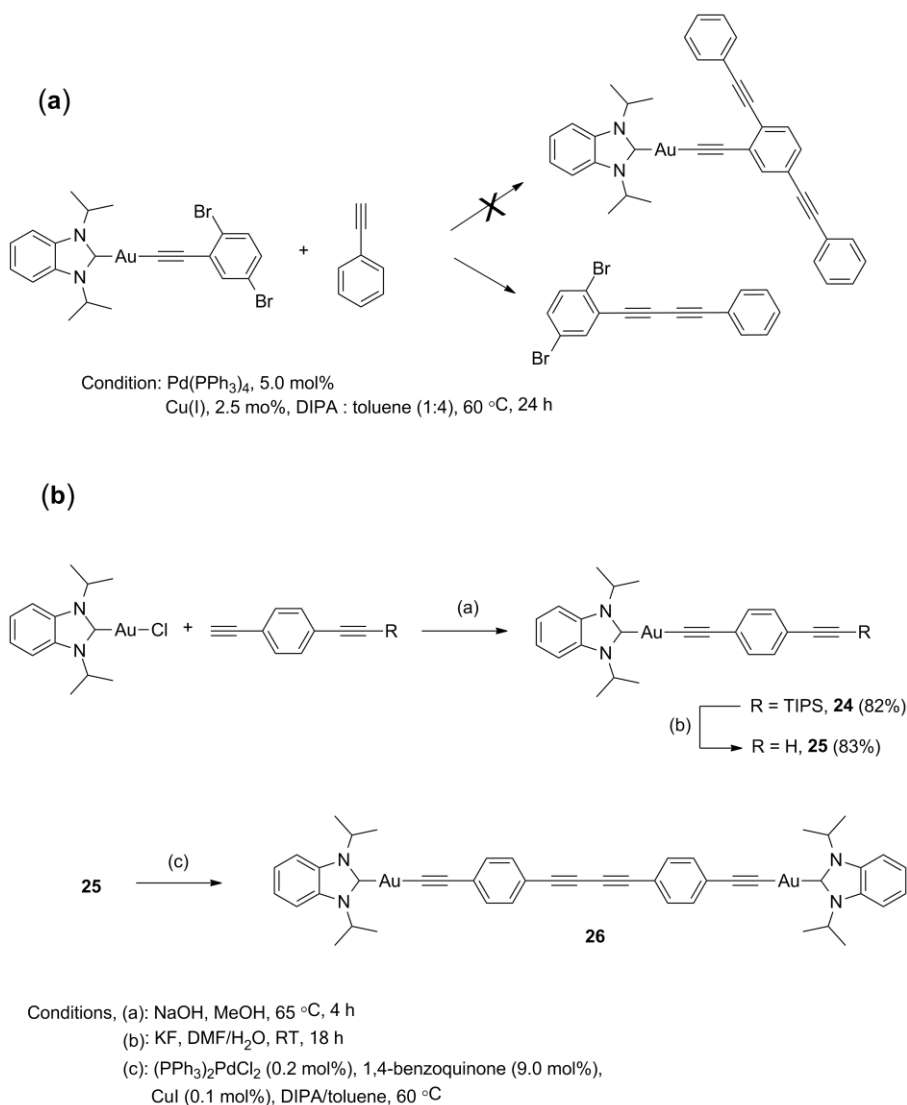 (a)
N
Au
N
Br
Br
+
N
Au
N
Br
Br
Condition: Pd(PPh3)4, 5.0 mol%
Cu(I), 2.5 mo%, DIPA : toluene (1:4), 60 °C, 24 h
(b)
N
Au—Cl
N
+
R
(a)
N
Au
N
R
R = TIPS, 24 (82%)
(b)
R = H, 25 (83%)
25
(c)
N
Au
N
Au
N
N
26
Conditions, (a): NaOH, MeOH, 65 °C, 4 h
(b): KF, DMF/H2O, RT, 18 h
(c): (PPh3)2PdCl2 (0.2 mol%), 1,4-benzoquinone (9.0 mol%),
CuI (0.1 mol%), DIPA/toluene, 60 °C